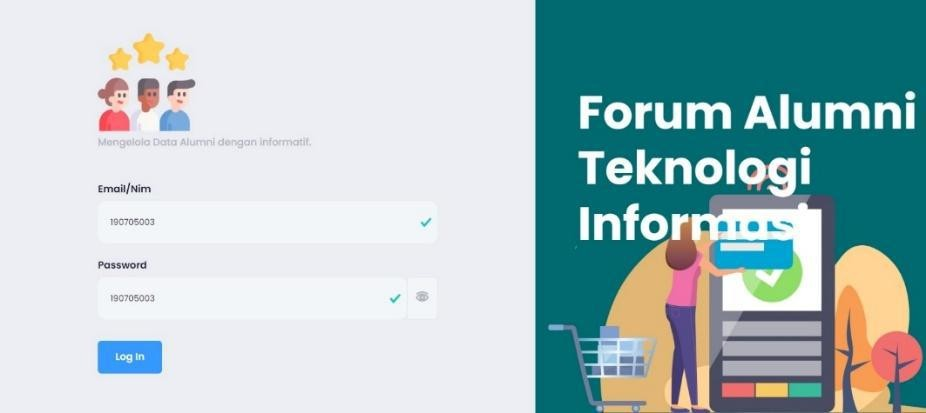 Mengelola Data Alumni dengan informatif.
Email/Nim
190705003
Password
190705003
Log In
Forum Alumni
Teknologi
Informasi